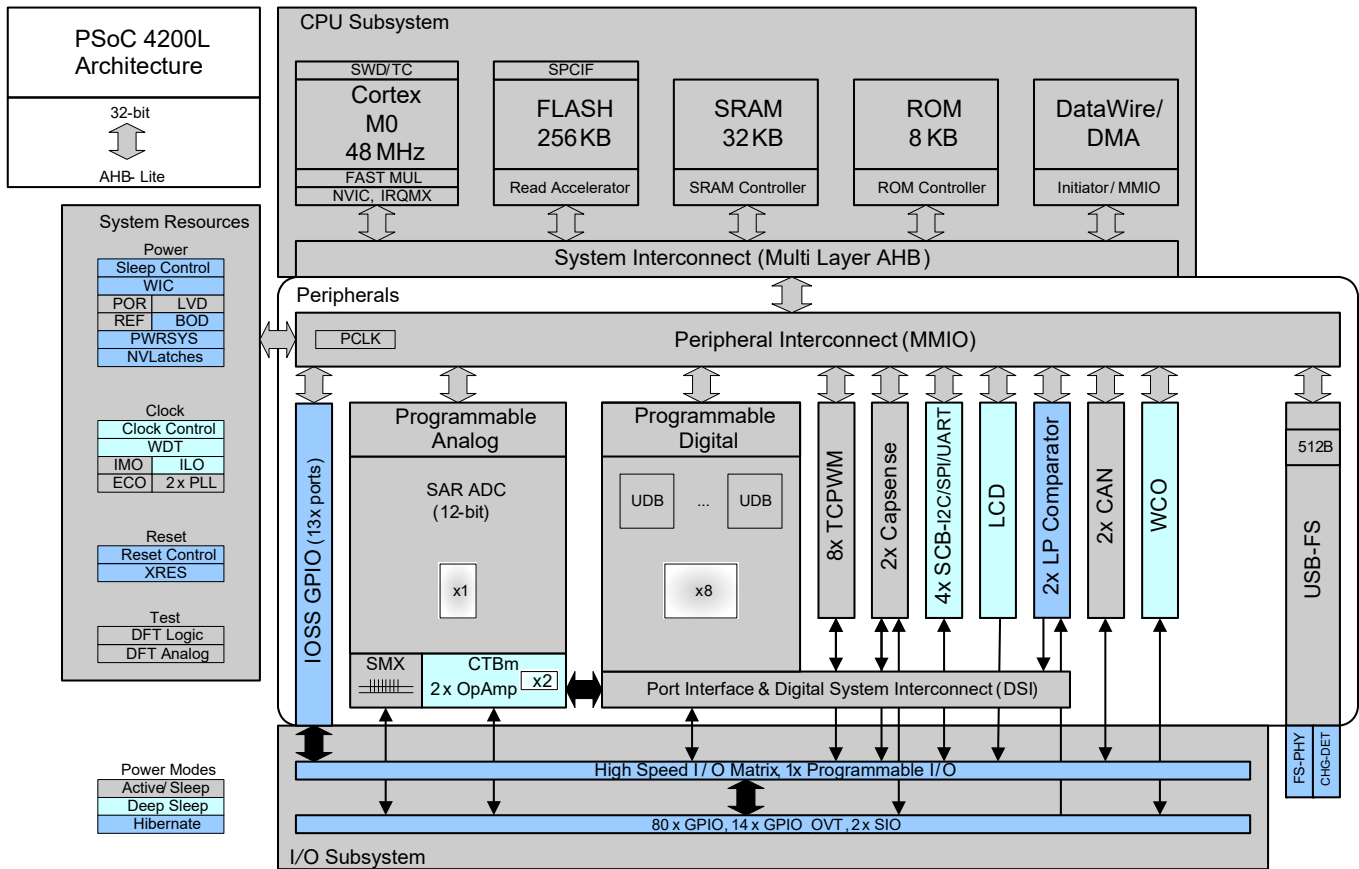 PSoC 4200L
Architecture
32-bit
AHB- Lite
CPU Subsystem
SWD/TC
Cortex
M0
48 MHz
FAST MUL
NVIC, IRQMX
SPCIF
FLASH
256 KB
Read Accelerator
SRAM
32 KB
SRAM Controller
ROM
8 KB
ROM Controller
DataWire/
DMA
Initiator/ MMIO
System Interconnect (Multi Layer AHB)
System Resources
Power
Sleep Control
WIC
POR LVD
REF BOD
PWRSYS
NVLatches
Clock
Clock Control
WDT
IMO ILO
ECO 2x PLL
Reset
Reset Control
XRES
Test
DFT Logic
DFT Analog
Peripherals
PCLK
Peripheral Interconnect (MMIO)
IOSS GPIO (13x ports)
Programmable
Analog
SAR ADC
(12-bit)
x1
SMX
CTBm
2x OpAmp
x2
Programmable
Digital
UDB ... UDB
x8
8x TCPWM
2x Capsense
4x SCB-I2C/SPI/UART
LCD
2x LP Comparator
2x CAN
WCO
512B
USB-FS
FS-PHY
CHG-DET
Port Interface & Digital System Interconnect (DSI)
High Speed I/O Matrix, 1x Programmable I/O
80x GPIO, 14x GPIO OVT, 2x SIO
I/O Subsystem
Power Modes
Active/ Sleep
Deep Sleep
Hibernate